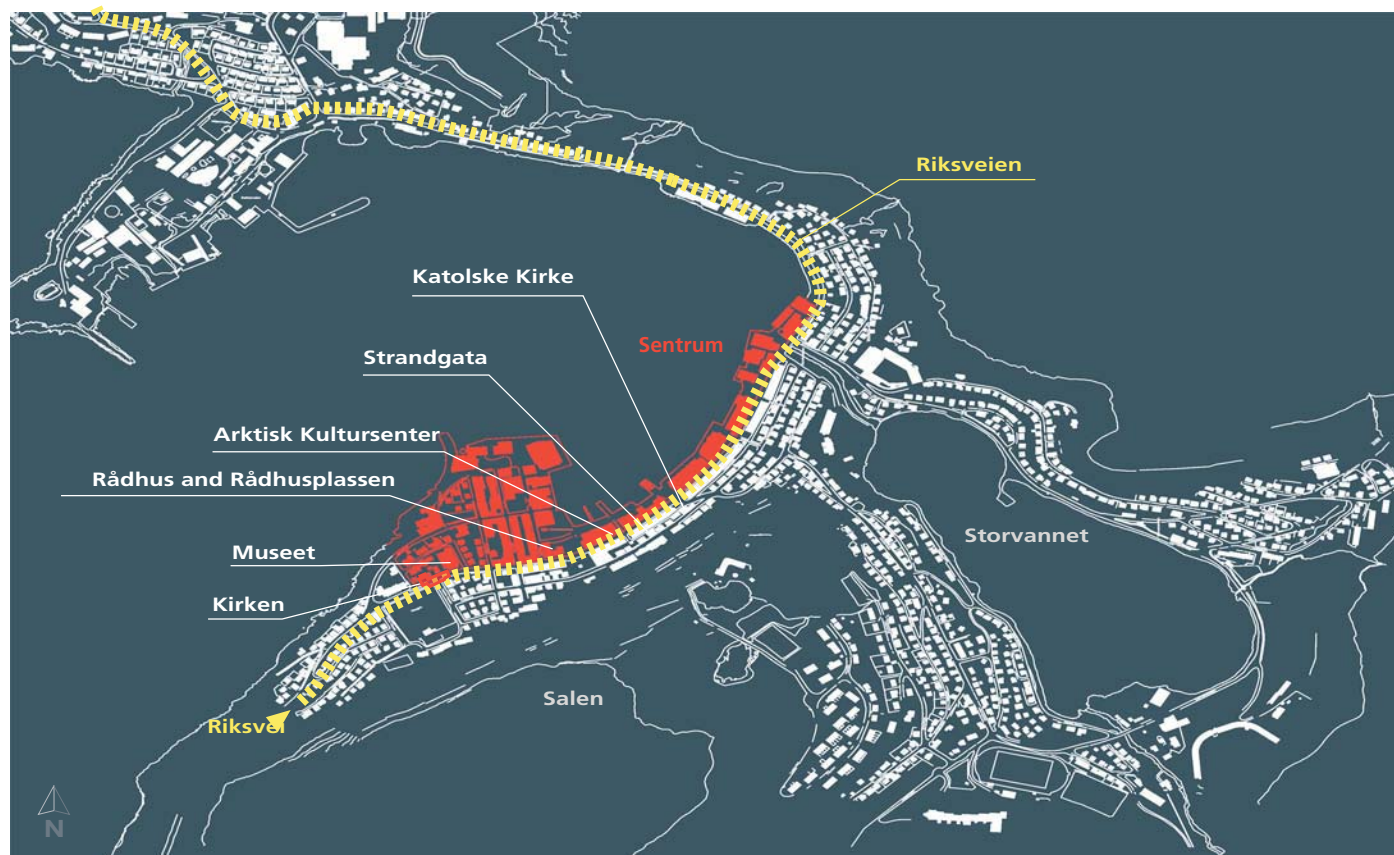 Riksveien
Katolske Kirke
Sentrum
Strandgata
Arktisk Kultursenter
Rådhus and Rådhusplassen
Storvannet
Museet
Kirken
Salen
Riksvei
N